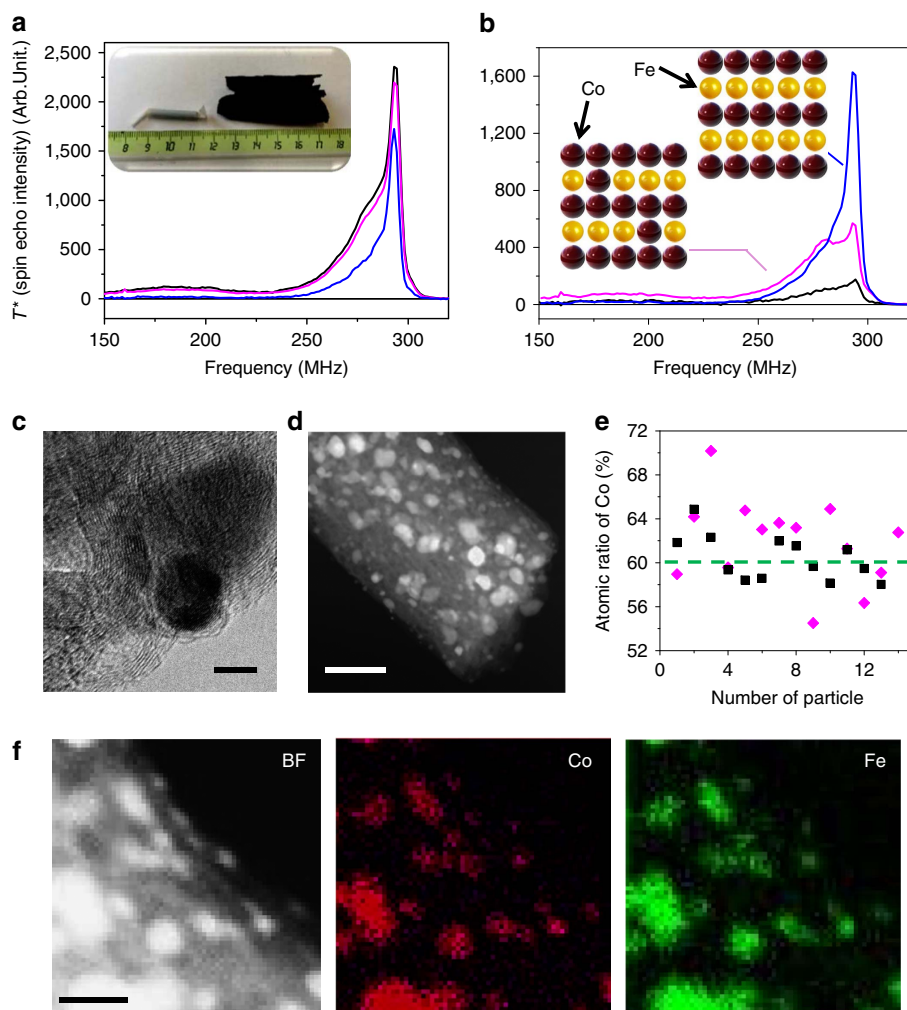 a
T* (spin echo intensity) (Arb.Unit.)
2,500
2,000
1,500
1,000
500
0
150
200
250
300
Frequency (MHz)
8 9 10 11 12 13 14 15 16 17 18
b
1,600
1,200
800
400
0
150
200
250
300
Frequency (MHz)
Co
Fe
c
d
e
Atomic ratio of Co (%)
72
68
64
60
56
52
0
4
8
12
Number of particle
f
BF
Co
Fe